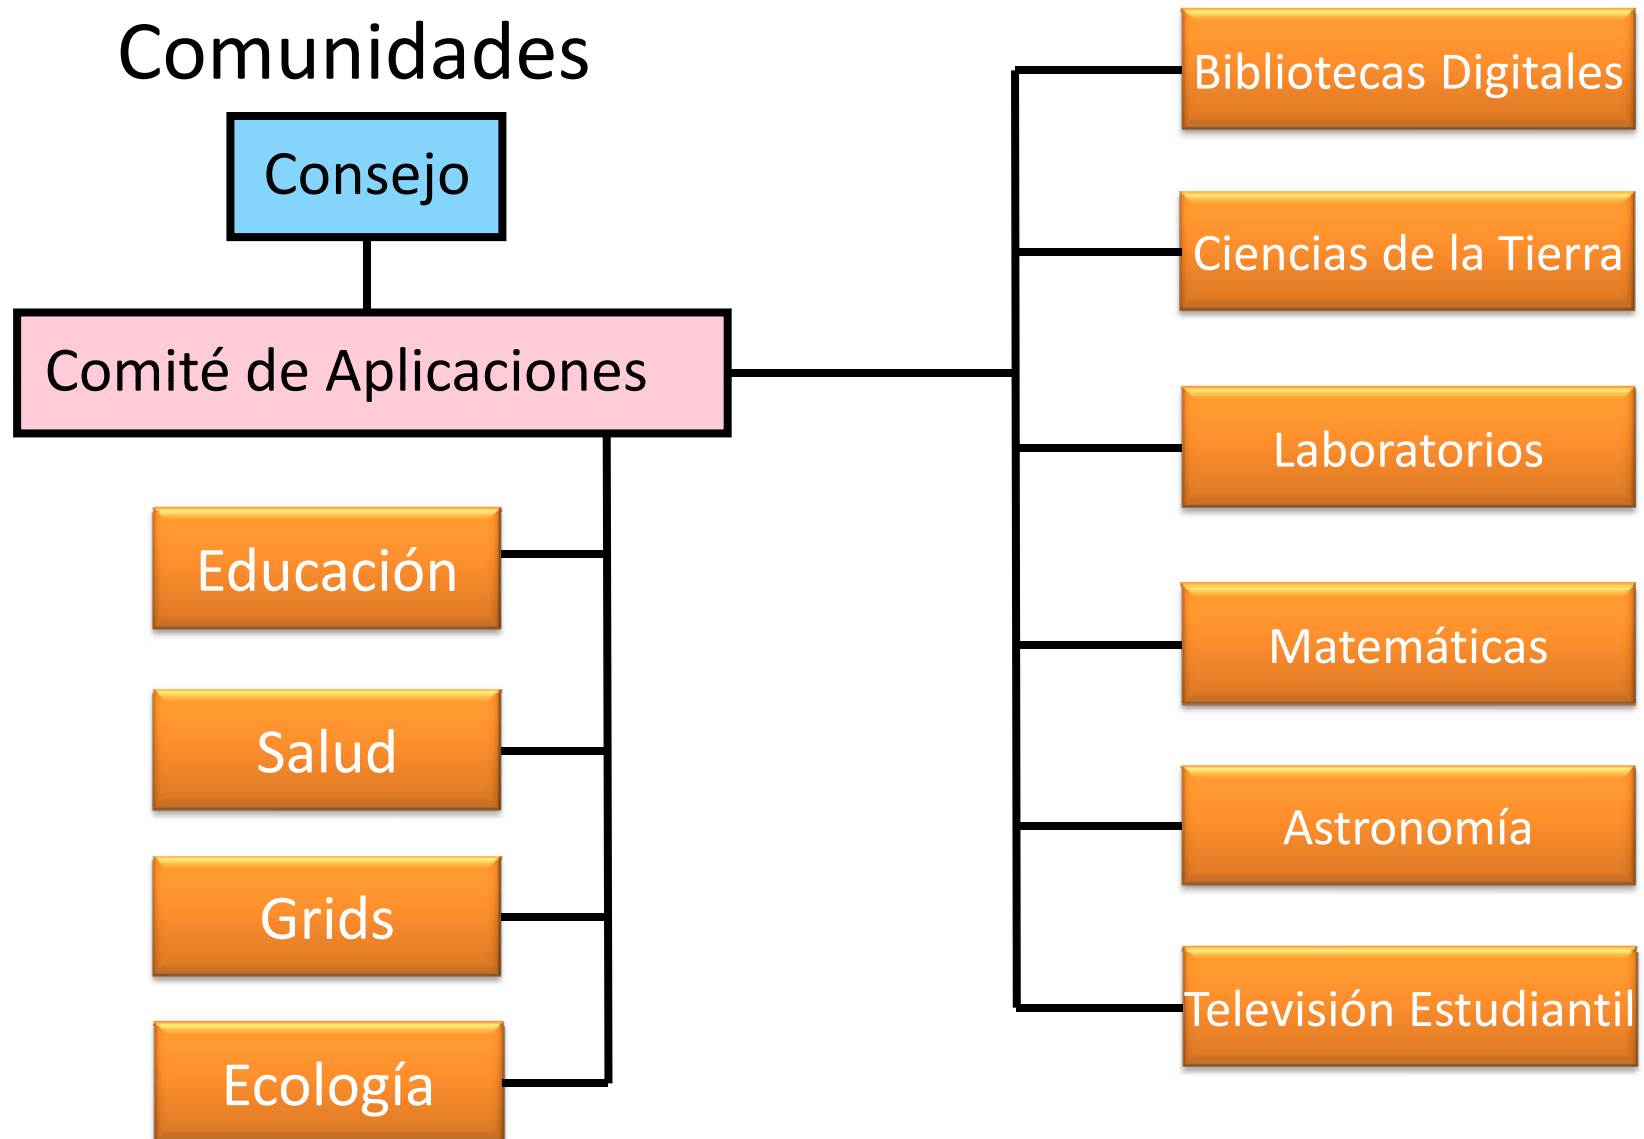 Comunidades
Consejo
Comité de Aplicaciones
Educación
Salud
Grids
Ecología
Bibliotecas Digitales
Ciencias de la Tierra
Laboratorios
Matemáticas
Astronomía
Televisión Estudiantil